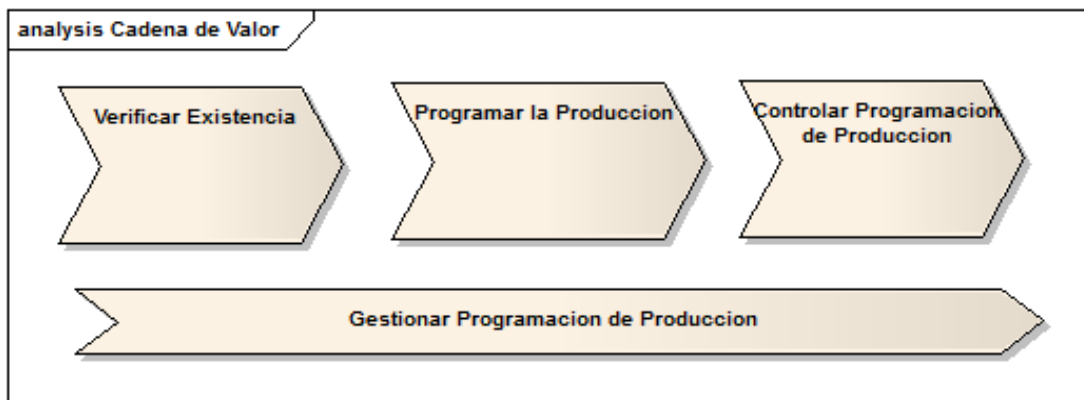 analysis Cadena de Valor
Verificar Existencia
Programar la Produccion
Controlar Programacion
de Produccion
Gestionar Programacion de Produccion